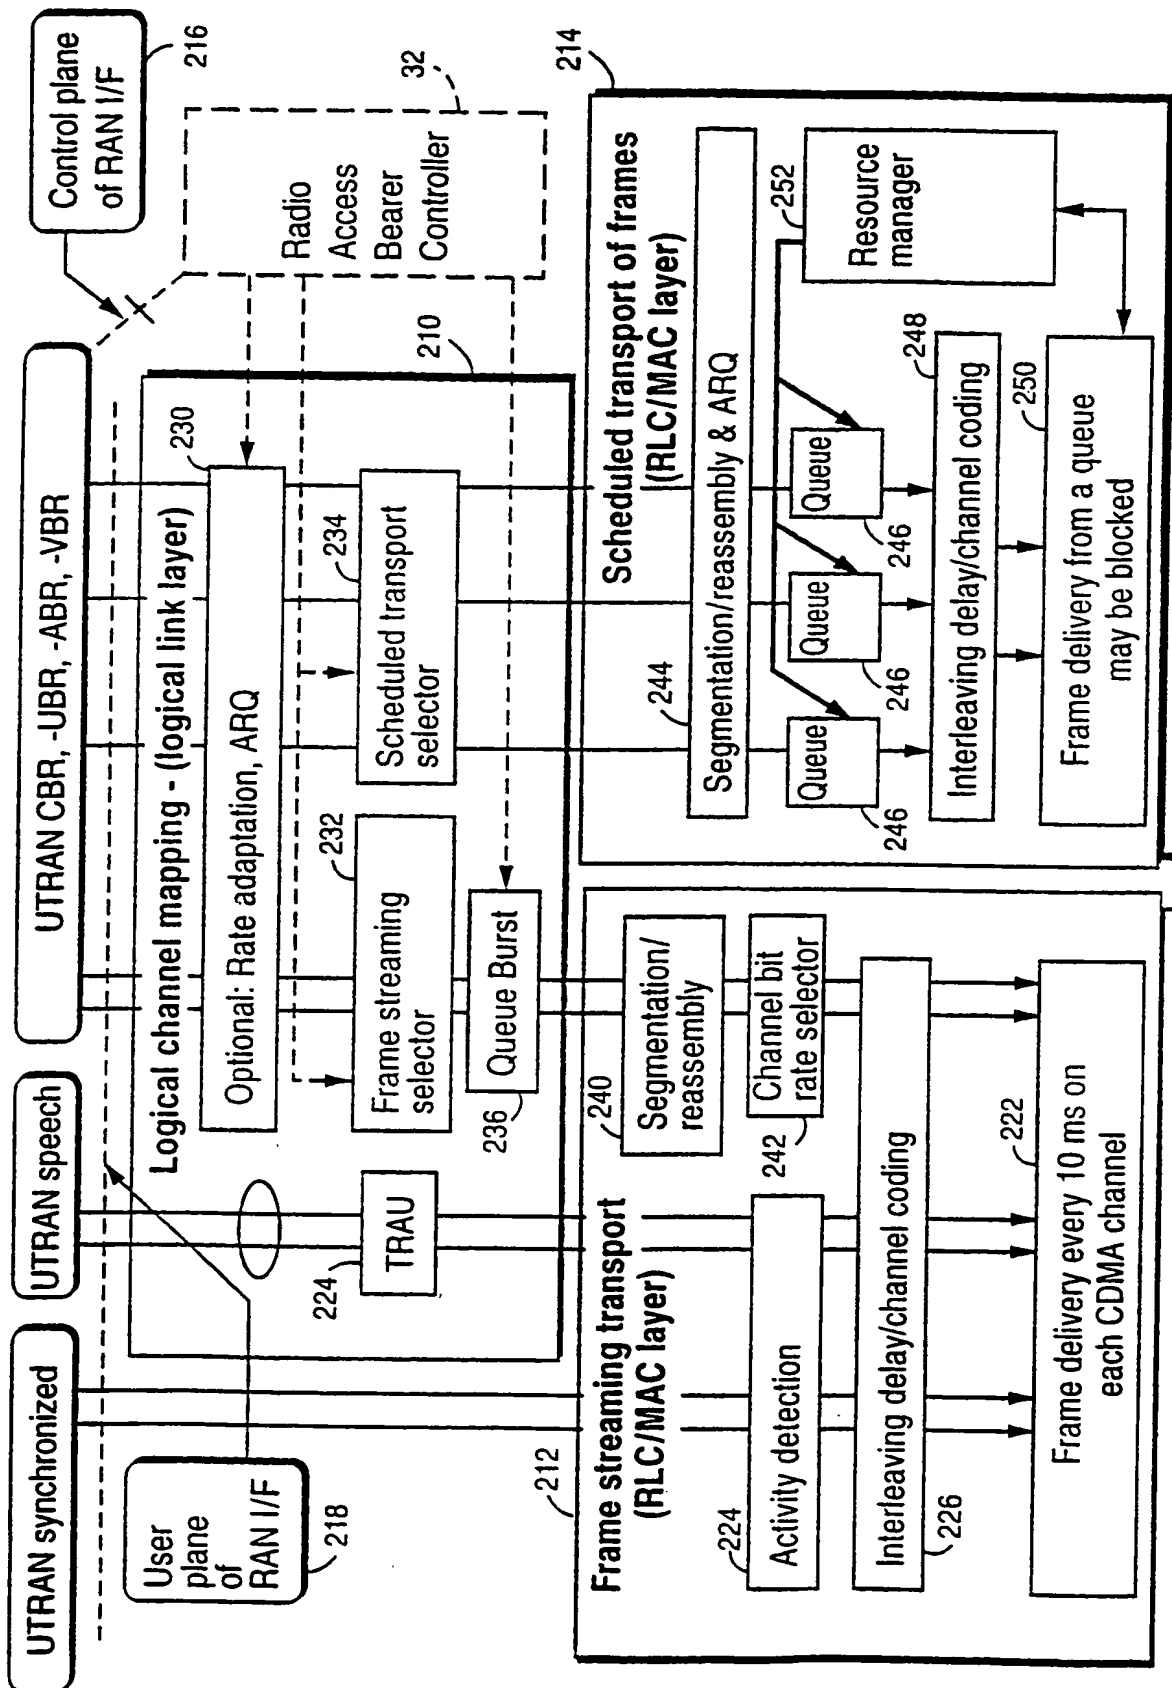 UTRAN synchronized
UTRAN speech
UTRAN CBR, -UBR, -ABR, -VBR
Control plane
of RAN I/F
216
User
plane
of
RAN I/F
218
Radio
Access
Bearer
Controller
32
Logical channel mapping - (logical link layer)
210
230
Optional: Rate adaptation, ARQ
224
TRAU
232
Frame streaming
selector
234
Scheduled transport
selector
236
Queue Burst
212
Frame streaming transport
(RLC/MAC layer)
240
Segmentation/
reassembly
224
Activity detection
242
Channel bit
rate selector
226
Interleaving delay/channel coding
222
Frame delivery every 10 ms on
each CDMA channel
214
Scheduled transport of frames
(RLC/MAC layer)
244
Segmentation/reassembly & ARQ
252
Resource
manager
Queue
Queue
Queue
246
246
246
248
Interleaving delay/channel coding
250
Frame delivery from a queue
may be blocked